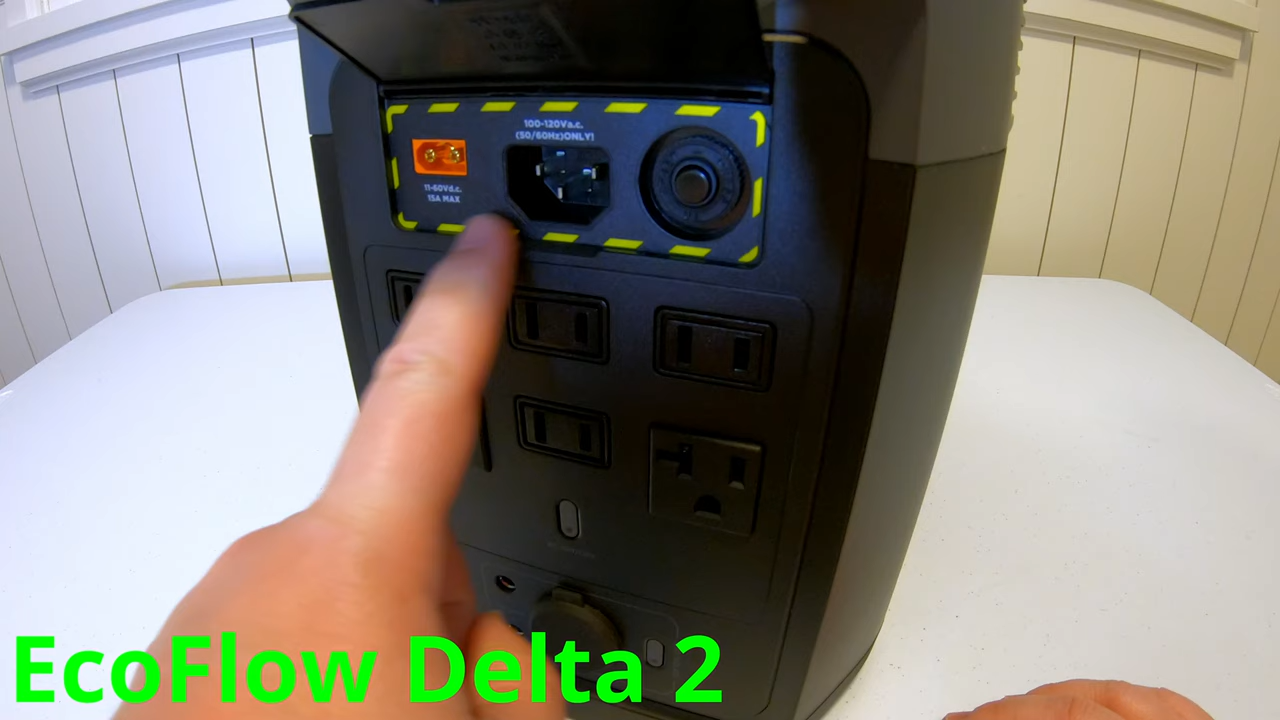 100-120Va.c.
(50/60Hz)ONLY!
11-60Vd.c.
15A MAX
EcoFlow Delta 2